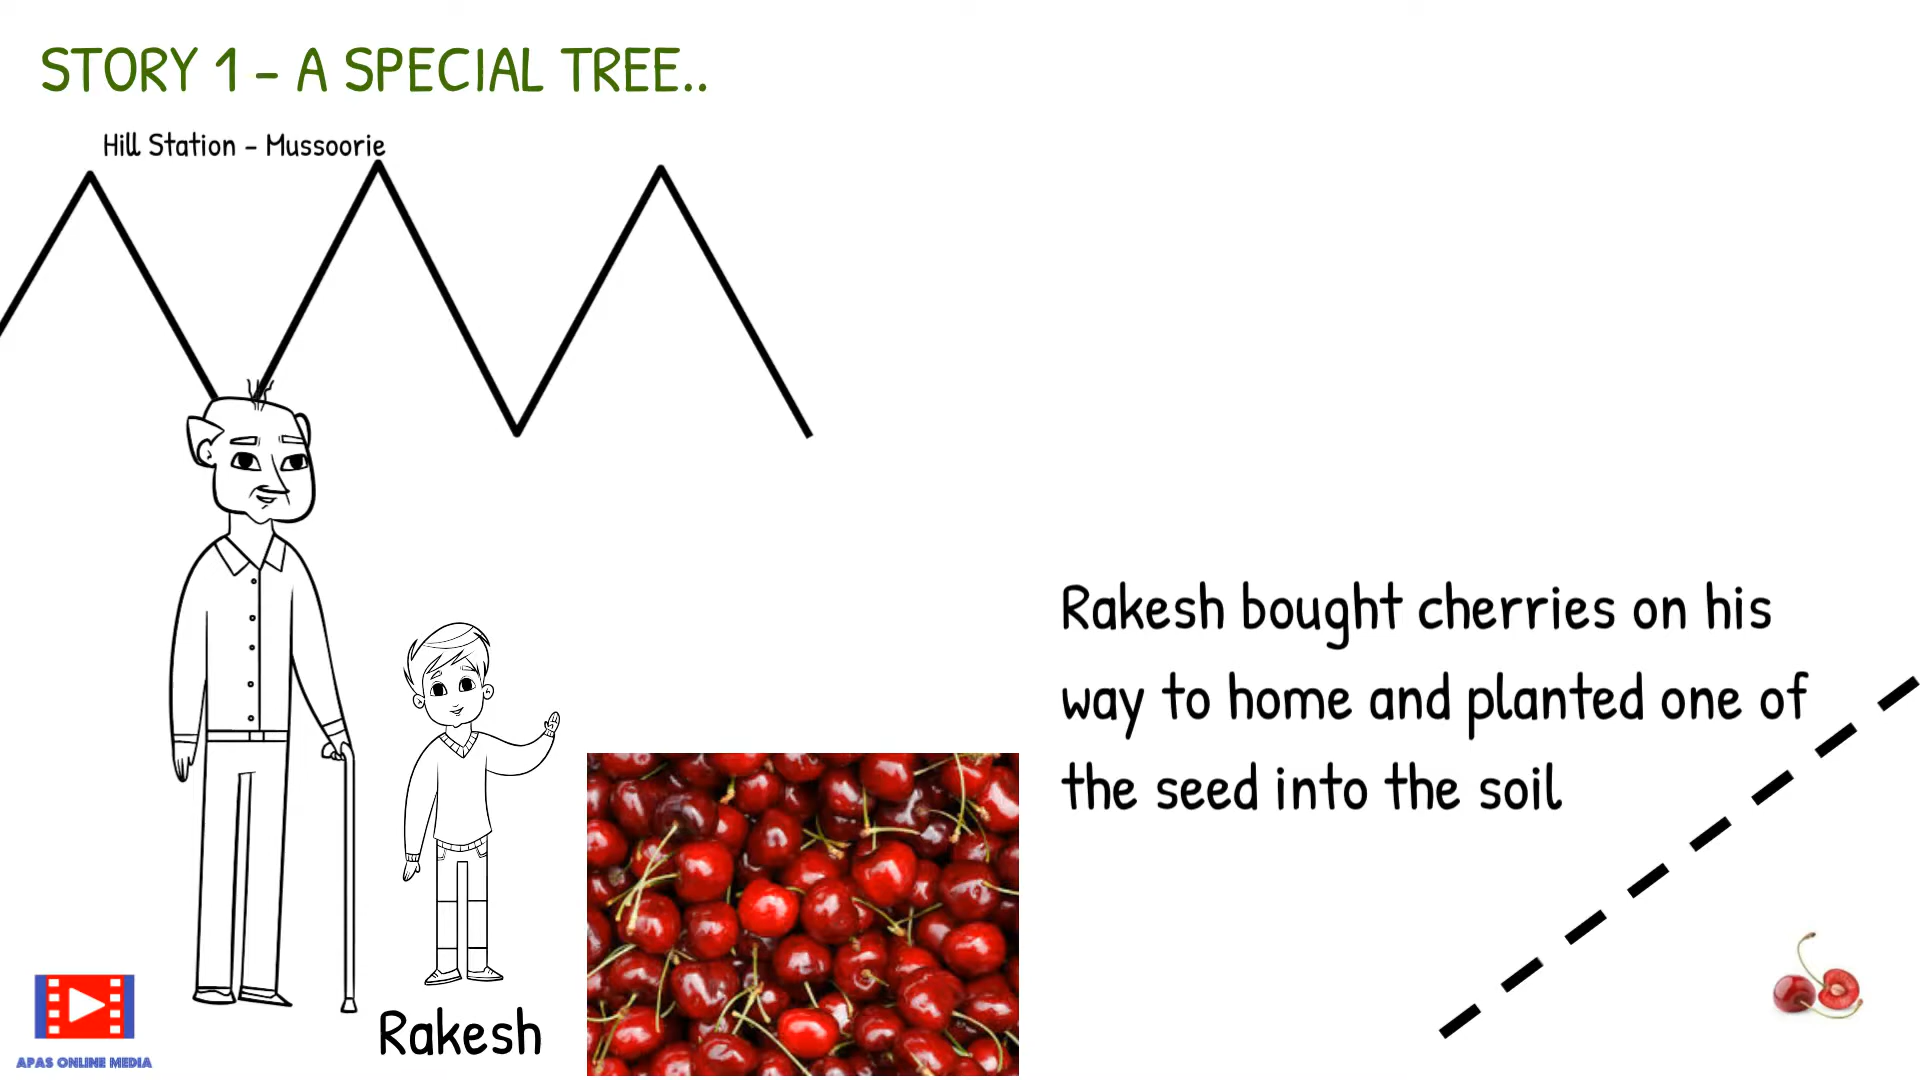 STORY 1 - A SPECIAL TREE..
Hill Station - Mussoorie
Rakesh bought cherries on his
way to home and planted one of
the seed into the soil
Rakesh
APAS ONLINE MEDIA